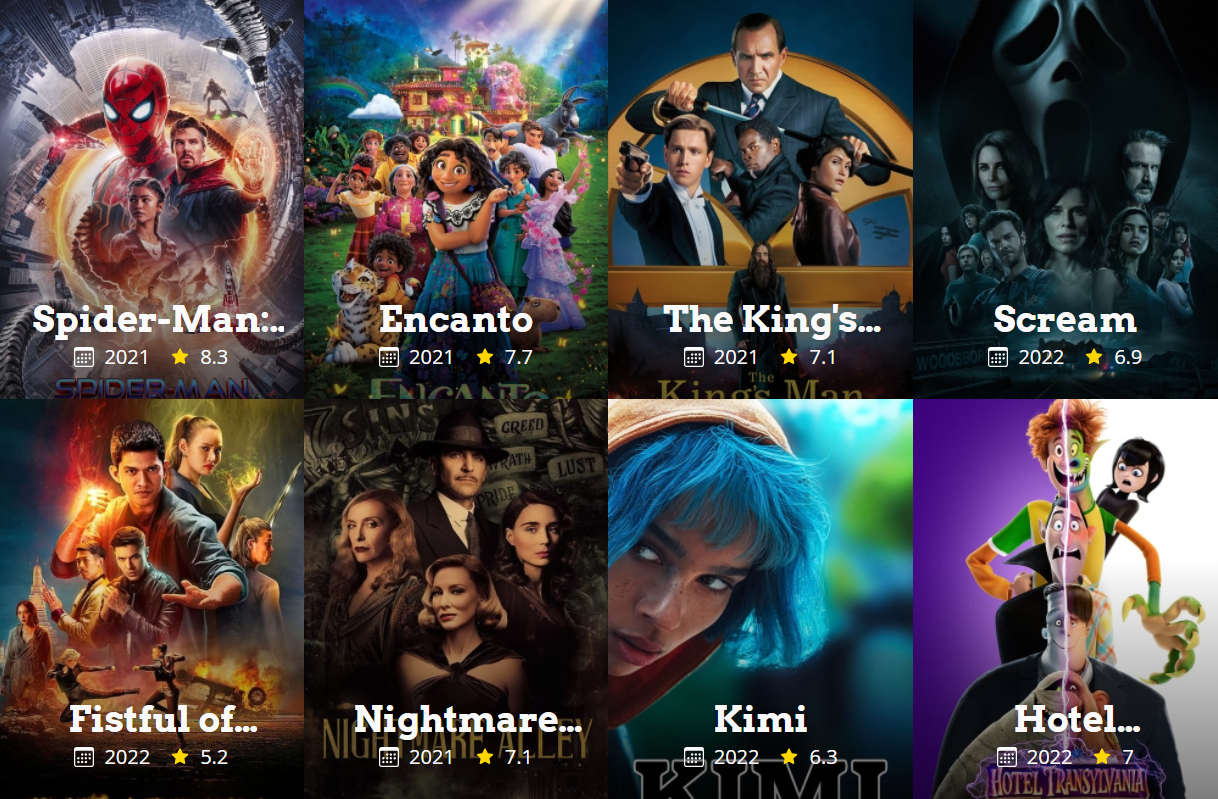 Spider-Man:..
2021 8.3
SPIDER-MAN
Encanto
2021 7.7
ENCANTO
The King's...
2021 7.1
The
King's Man
Scream
2022 6.9
WOODSBORO
Fistful of...
2022 5.2
7 SINS
GREED
WRATH
LUST
PRIDE
Nightmare...
2021 7.1
NIGHTMARE ALLEY
Kimi
2022 6.3
KIMI
Hotel...
2022 7
HOTEL TRANSYLVANIA